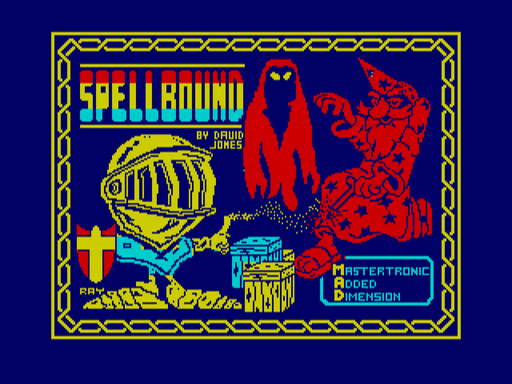 SPELLBOUND
BY DAVID
JONES
MASTERTRONIC
ADDED
DIMENSION
RAY